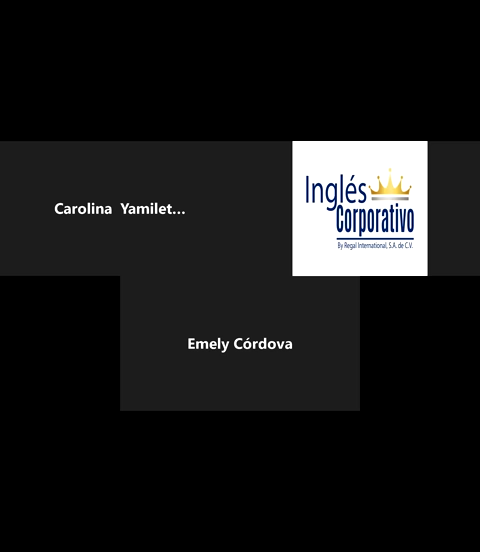 Carolina  Yamilet...
Inglés
Corporativo
By Regal International, S.A. de C.V.
Emely Córdova